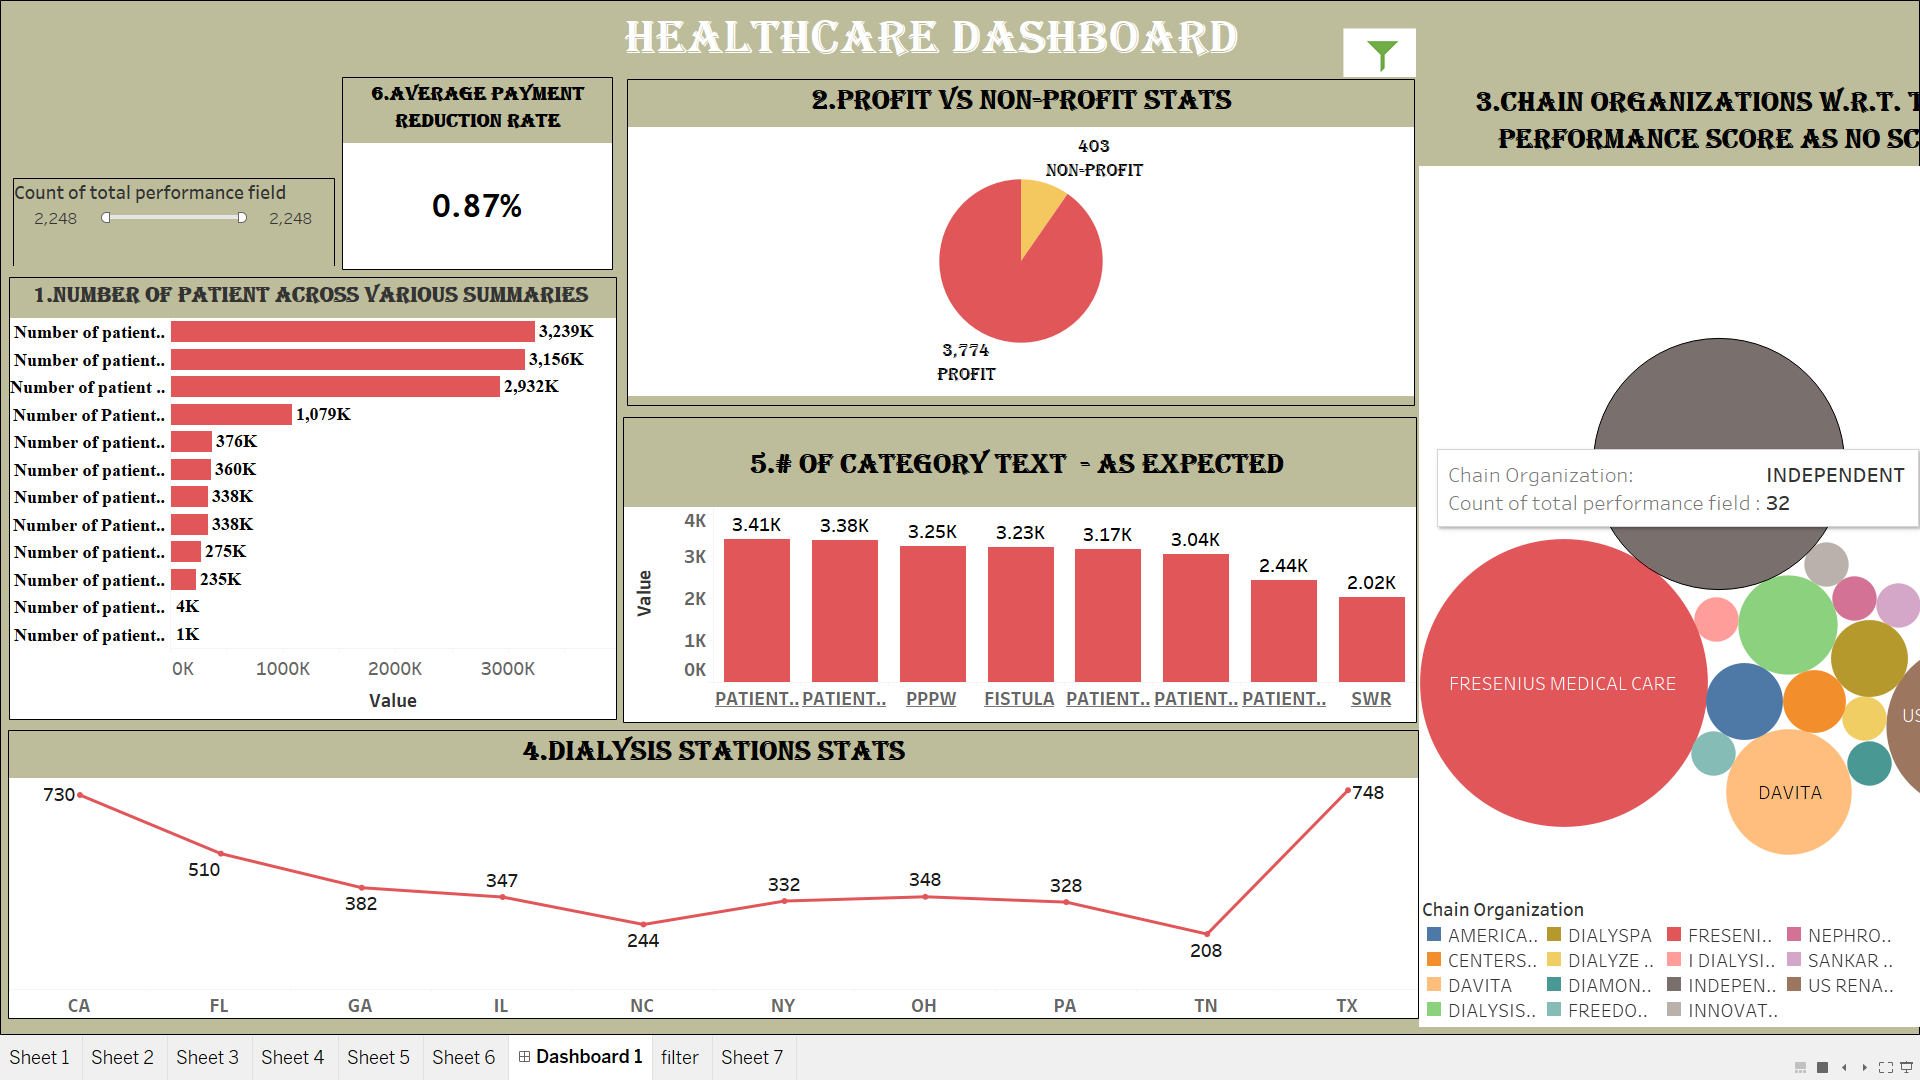 HEALTHCARE DASHBOARD
6.AVERAGE PAYMENT
REDUCTION RATE
0.87%
Count of total performance field
2,248 2,248
2.PROFIT VS NON-PROFIT STATS
403
NON-PROFIT
3,774
PROFIT
3.CHAIN ORGANIZATIONS W.R.T. T
PERFORMANCE SCORE AS NO SC
1.NUMBER OF PATIENT ACROSS VARIOUS SUMMARIES
Number of patient.. 3,239K
Number of patient.. 3,156K
Number of patient .. 2,932K
Number of Patient.. 1,079K
Number of patient.. 376K
Number of patient.. 360K
Number of patient.. 338K
Number of Patient.. 338K
Number of patient.. 275K
Number of patient.. 235K
Number of patient.. 4K
Number of patient.. 1K
0K 1000K 2000K 3000K
Value
5.# OF CATEGORY TEXT - AS EXPECTED
Value
4K
3K
2K
1K
0K
3.41K 3.38K 3.25K 3.23K 3.17K 3.04K 2.44K 2.02K
PATIENT.. PATIENT.. PPPW FISTULA PATIENT.. PATIENT.. PATIENT.. SWR
Chain Organization: INDEPENDENT
Count of total performance field : 32
FRESENIUS MEDICAL CARE
US
DAVITA
4.DIALYSIS STATIONS STATS
730 510 382 347 244 332 348 328 208 748
CA FL GA IL NC NY OH PA TN TX
Chain Organization
AMERICA.. DIALYSPA FRESENI.. NEPHRO..
CENTERS.. DIALYZE .. I DIALYSI.. SANKAR ..
DAVITA DIAMON.. INDEPEN.. US RENA..
DIALYSIS.. FREEDO.. INNOVAT..
Sheet 1 Sheet 2 Sheet 3 Sheet 4 Sheet 5 Sheet 6 Dashboard 1 filter Sheet 7